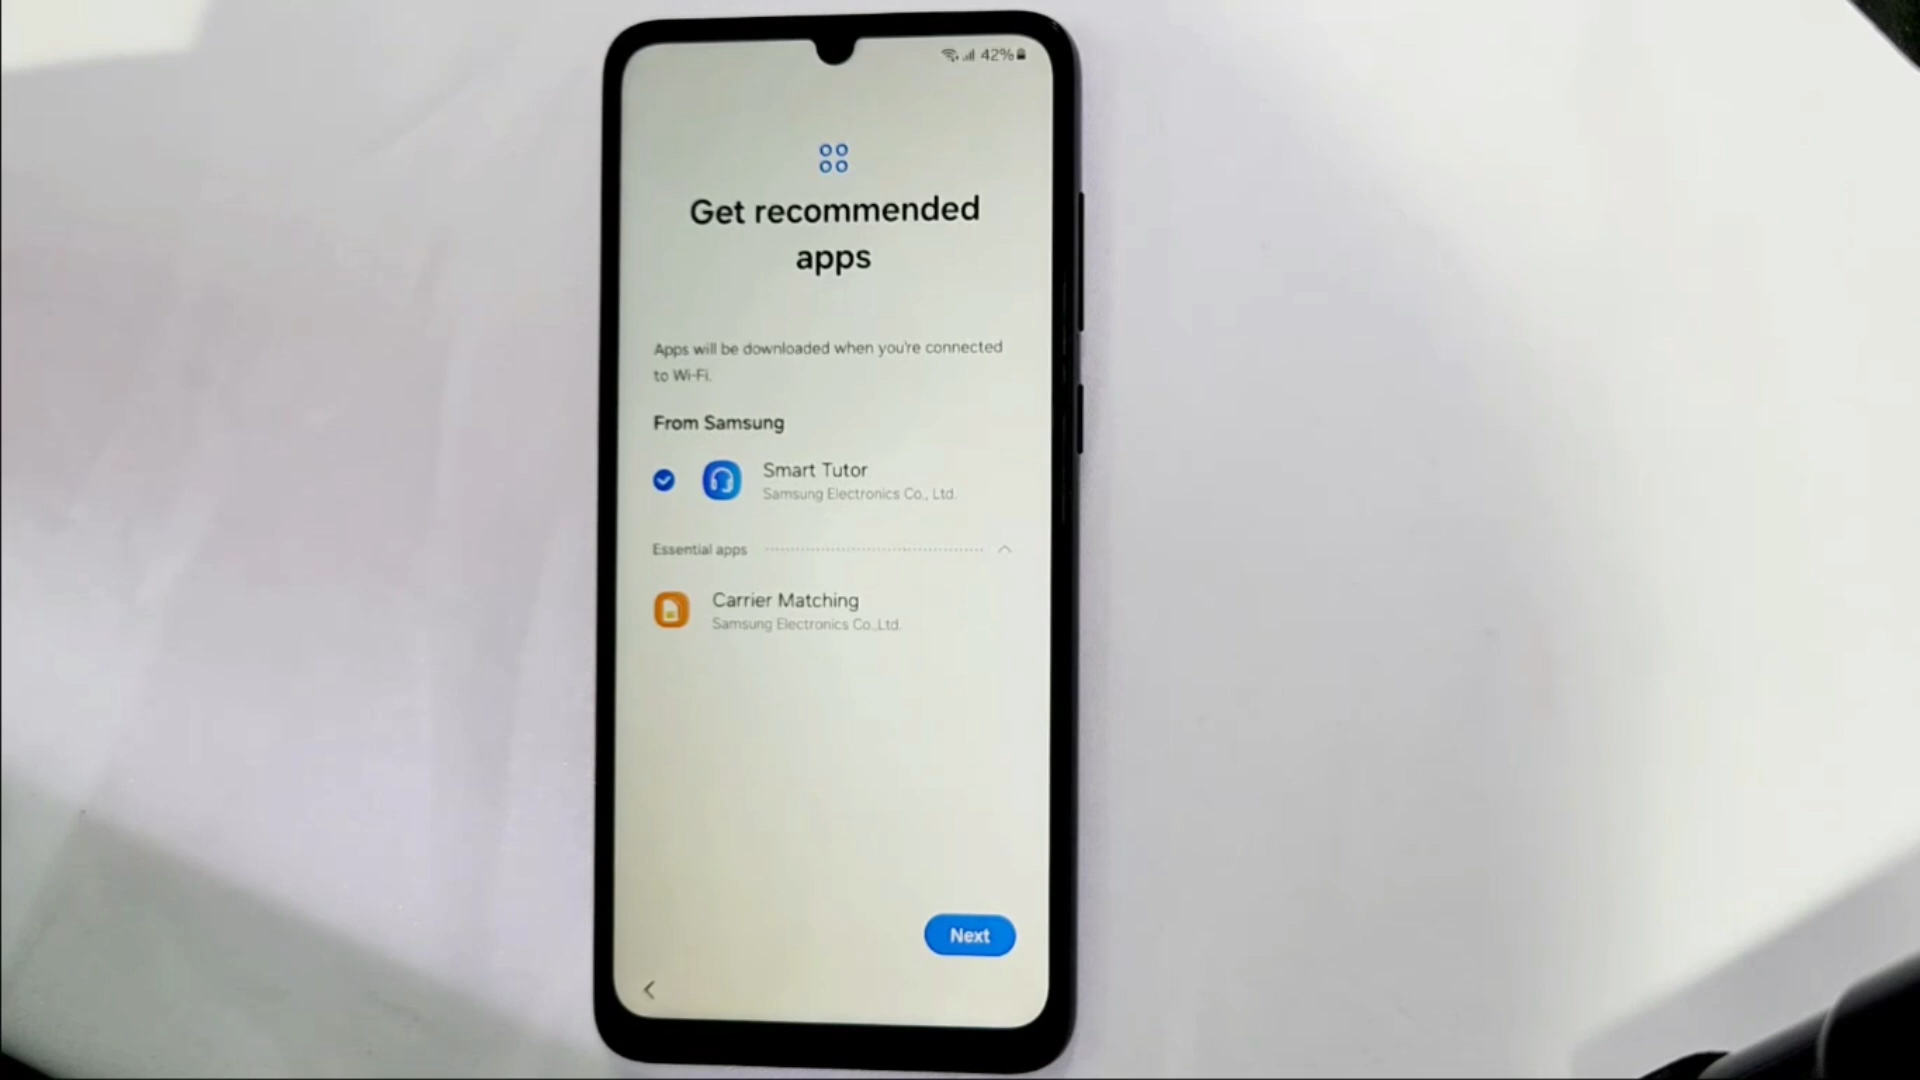 42%
Get recommended
apps
Apps will be downloaded when you're connected
to Wi-Fi.
From Samsung
Smart Tutor
Samsung Electronics Co., Ltd.
Essential apps
Carrier Matching
Samsung Electronics Co.,Ltd.
Next